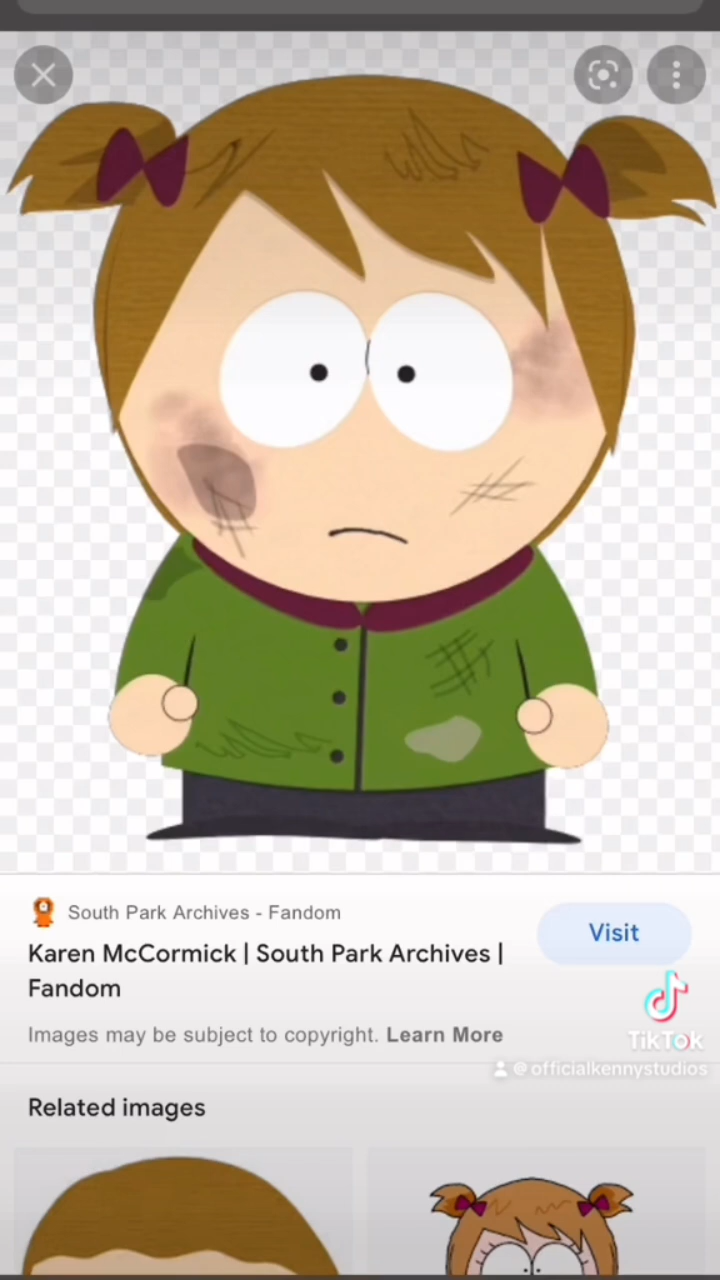 South Park Archives - Fandom
Karen McCormick | South Park Archives |
Fandom
Visit
Images may be subject to copyright. Learn More
TikTok
@officialkennystudios
Related images